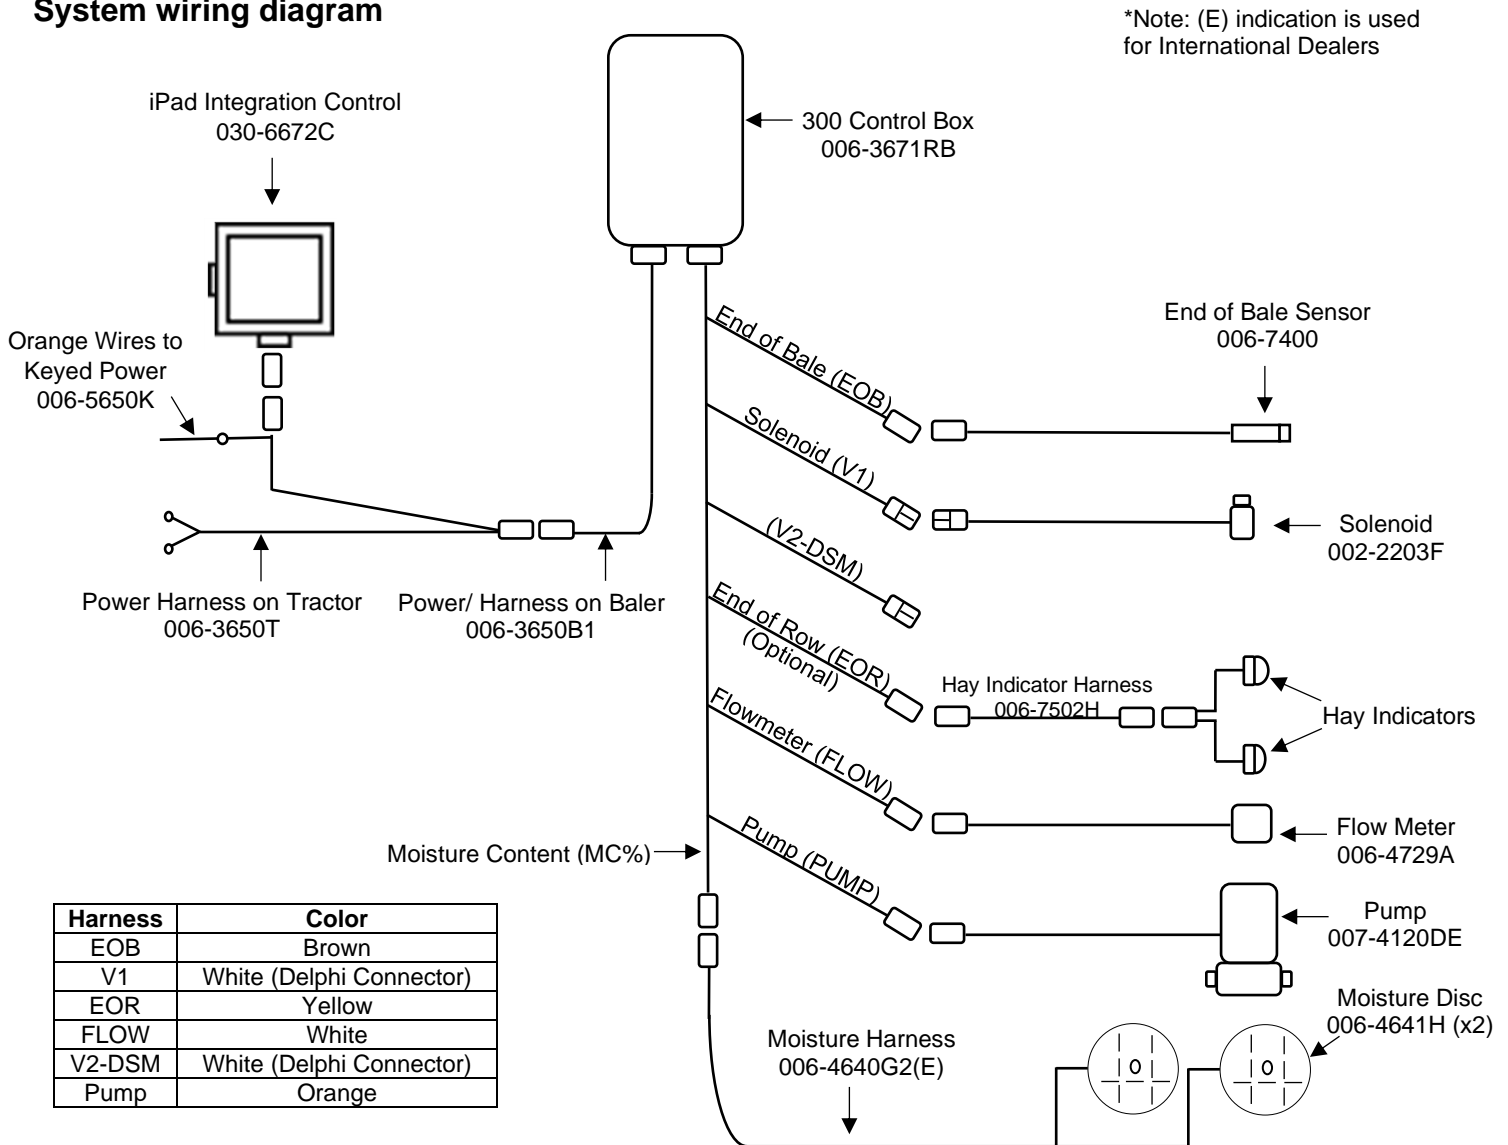 System wiring diagram
*Note: (E) indication is used
for International Dealers
iPad Integration Control
030-6672C
300 Control Box
006-3671RB
Orange Wires to
Keyed Power
006-5650K
End of Bale Sensor
006-7400
End of Bale (EOB)
Solenoid (V1)
Solenoid
002-2203F
(V2-DSM)
Power Harness on Tractor
006-3650T
Power/ Harness on Baler
006-3650B1
End of Row (EOR)
(Optional)
Hay Indicator Harness
006-7502H
Hay Indicators
Flowmeter (FLOW)
Flow Meter
006-4729A
Moisture Content (MC%)
Pump (PUMP)
Pump
007-4120DE
Harness Color
EOB Brown
V1 White (Delphi Connector)
EOR Yellow
FLOW White
V2-DSM White (Delphi Connector)
Pump Orange
Moisture Disc
006-4641H (x2)
Moisture Harness
006-4640G2(E)